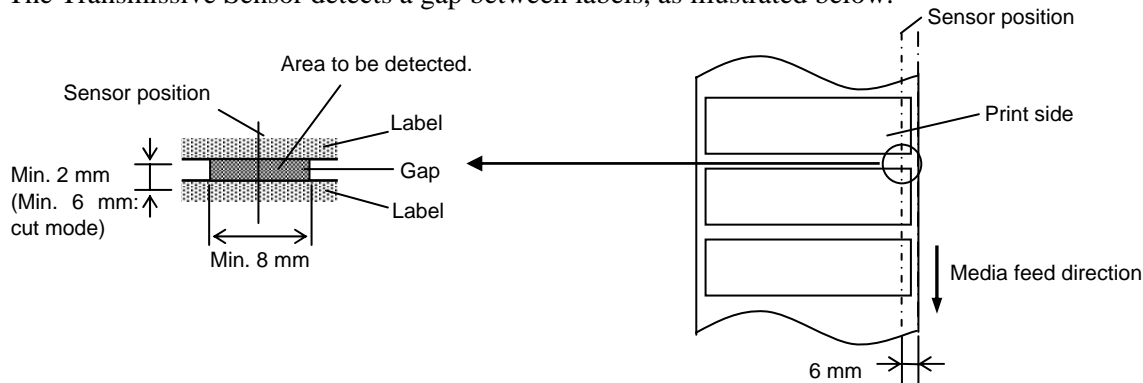 The Transmissive Sensor detects a gap between labels, as illustrated below.
Sensor position
Area to be detected.
Sensor position
Label
Print side
Gap
Min. 2 mm
(Min. 6 mm:
cut mode)
Label
Min. 8 mm
Media feed direction
6 mm